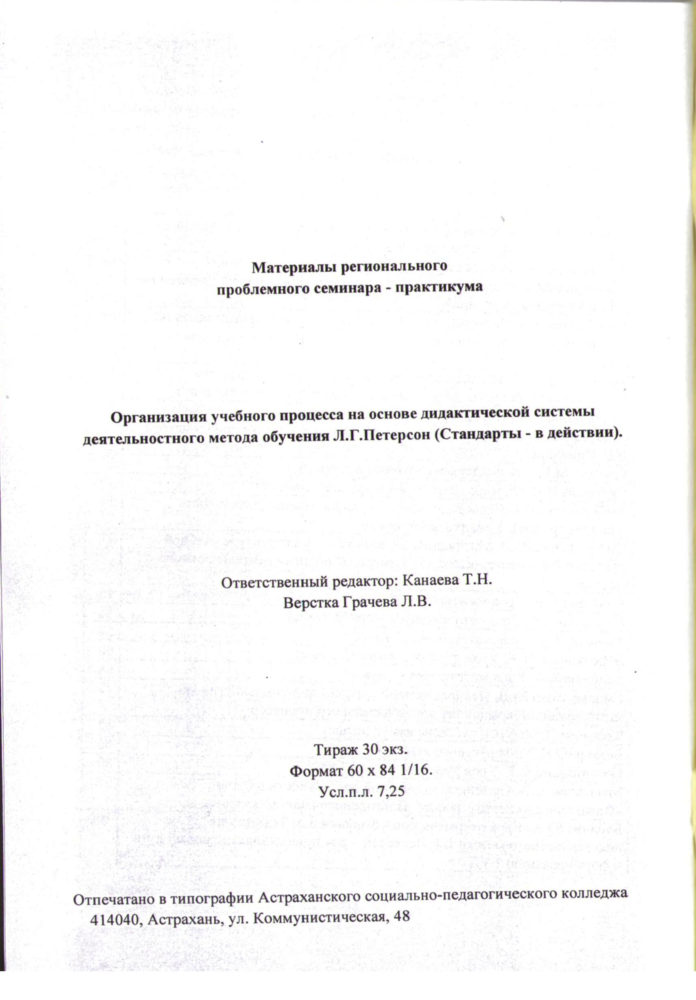 Материалы регионального
проблемного семинара - практикума
Организация учебного процесса на основе дидактической системы
деятельностного метода обучения Л.Г.Петерсон (Стандарты - в действии).
Ответственный редактор: Канаева Т.Н.
Верстка Грачева Л.В.
Тираж 30 экз.
Формат 60 х 84 1/16.
Усл.п.л. 7,25
Отпечатано в типографии Астраханского социально-педагогического колледжа
414040, Астрахань, ул. Коммунистическая, 48